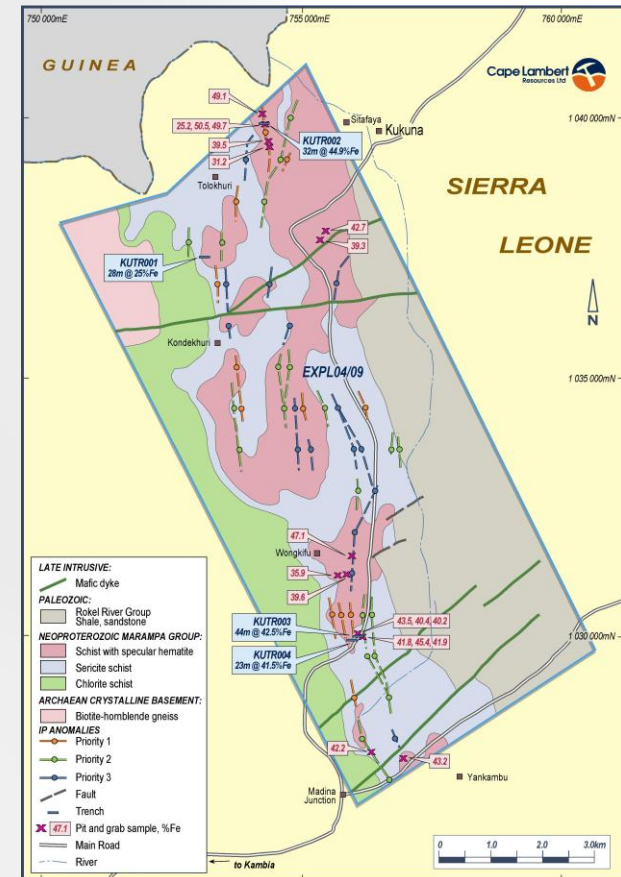 750 000mE
755 000mE
760 000mE
GUINEA
Cape Lambert
Resources Ltd
49.1
25.2, 50.5, 49.7
39.5
31.2
KUTR002
32m @ 44.9%Fe
Sitafaya
Kukuna
1 040 000mN
Tolokhuri
SIERRA
LEONE
42.7
39.3
KUTR001
28m @ 25%Fe
N
Kondekhuri
EXPL04/09
1 035 000mN
47.1
Wongkifu
35.9
39.6
KUTR003
44m @ 42.5%Fe
43.5, 40.4, 40.2
1 030 000mN
KUTR004
23m @ 41.5%Fe
41.8, 45.4, 41.9
42.2
43.2
Yankambu
Madina
Junction
to Kambia
0 1.0 2.0 3.0km
LATE INTRUSIVE:
Mafic dyke
PALEOZOIC:
Rokel River Group
Shale, sandstone
NEOPROTEROZOIC MARAMPA GROUP:
Schist with specular hematite
Sericite schist
Chlorite schist
ARCHAEAN CRYSTALLINE BASEMENT:
Biotite-hornblende gneiss
IP ANOMALIES
Priority 1
Priority 2
Priority 3
Fault
Trench
47.1 Pit and grab sample, %Fe
Main Road
River